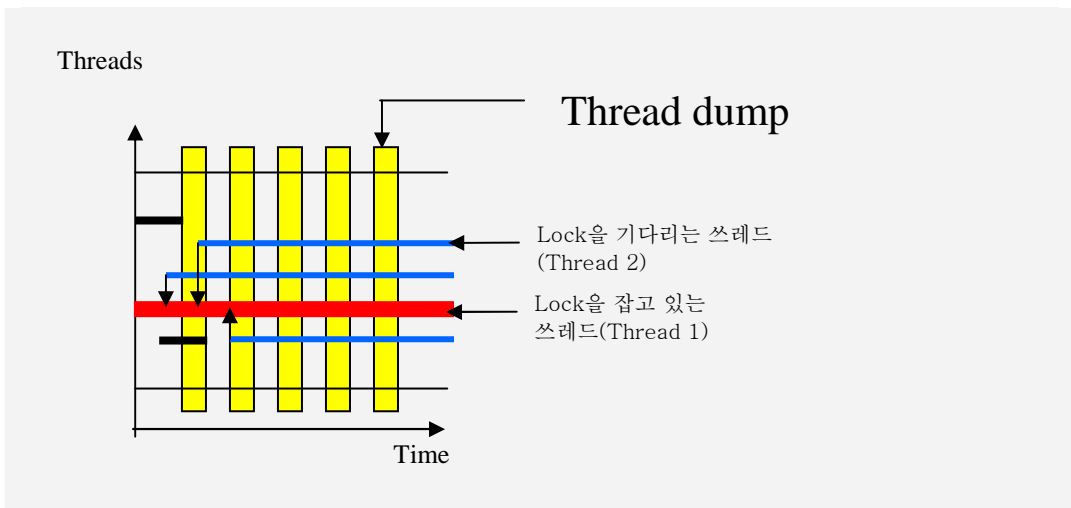 Threads
Thread dump
Lock을 기다리는 쓰레드
(Thread 2)
Lock을 잡고 있는
쓰레드(Thread 1)
Time